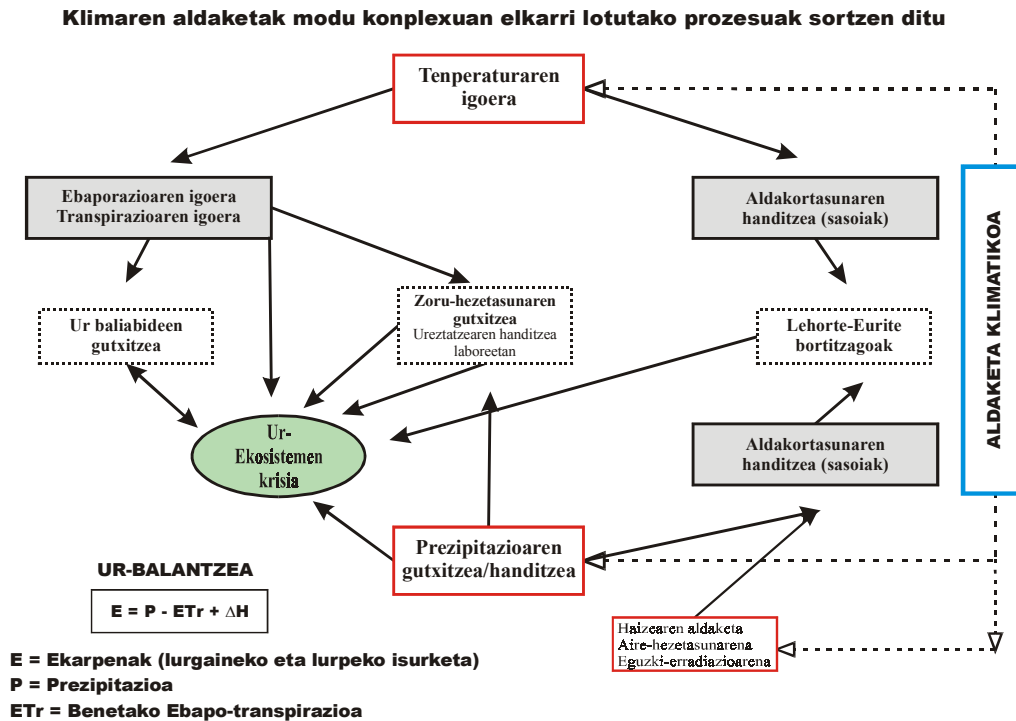 Klimaren aldaketak modu konplexuan elkarri lotutako prozesuak sortzen ditu
Tenperaturaren
igoera
Ebaporazioaren igoera
Transpirazioaren igoera
Aldakortasunaren
handitzea (sasoiak)
ALDAKETA KLIMATIKOA
Ur baliabideen
gutxitzea
Zoru-hezetasunaren
gutxitzea
Ureztatzearen handitzea
laboreetan
Lehorte-Eurite
bortitzagoak
Ur-
Ekosistemen
krisia
Aldakortasunaren
handitzea (sasoiak)
Prezipitazioaren
gutxitzea/handitzea
UR-BALANTZEA
E = P - ETr + ΔH
Haizearen aldaketa
Aire-hezetasunarena
Eguzki-erradiazioarena
E = Ekarpenak (lurgaineko eta lurpeko isurketa)
P = Prezipitazioa
ETr = Benetako Ebapo-transpirazioa